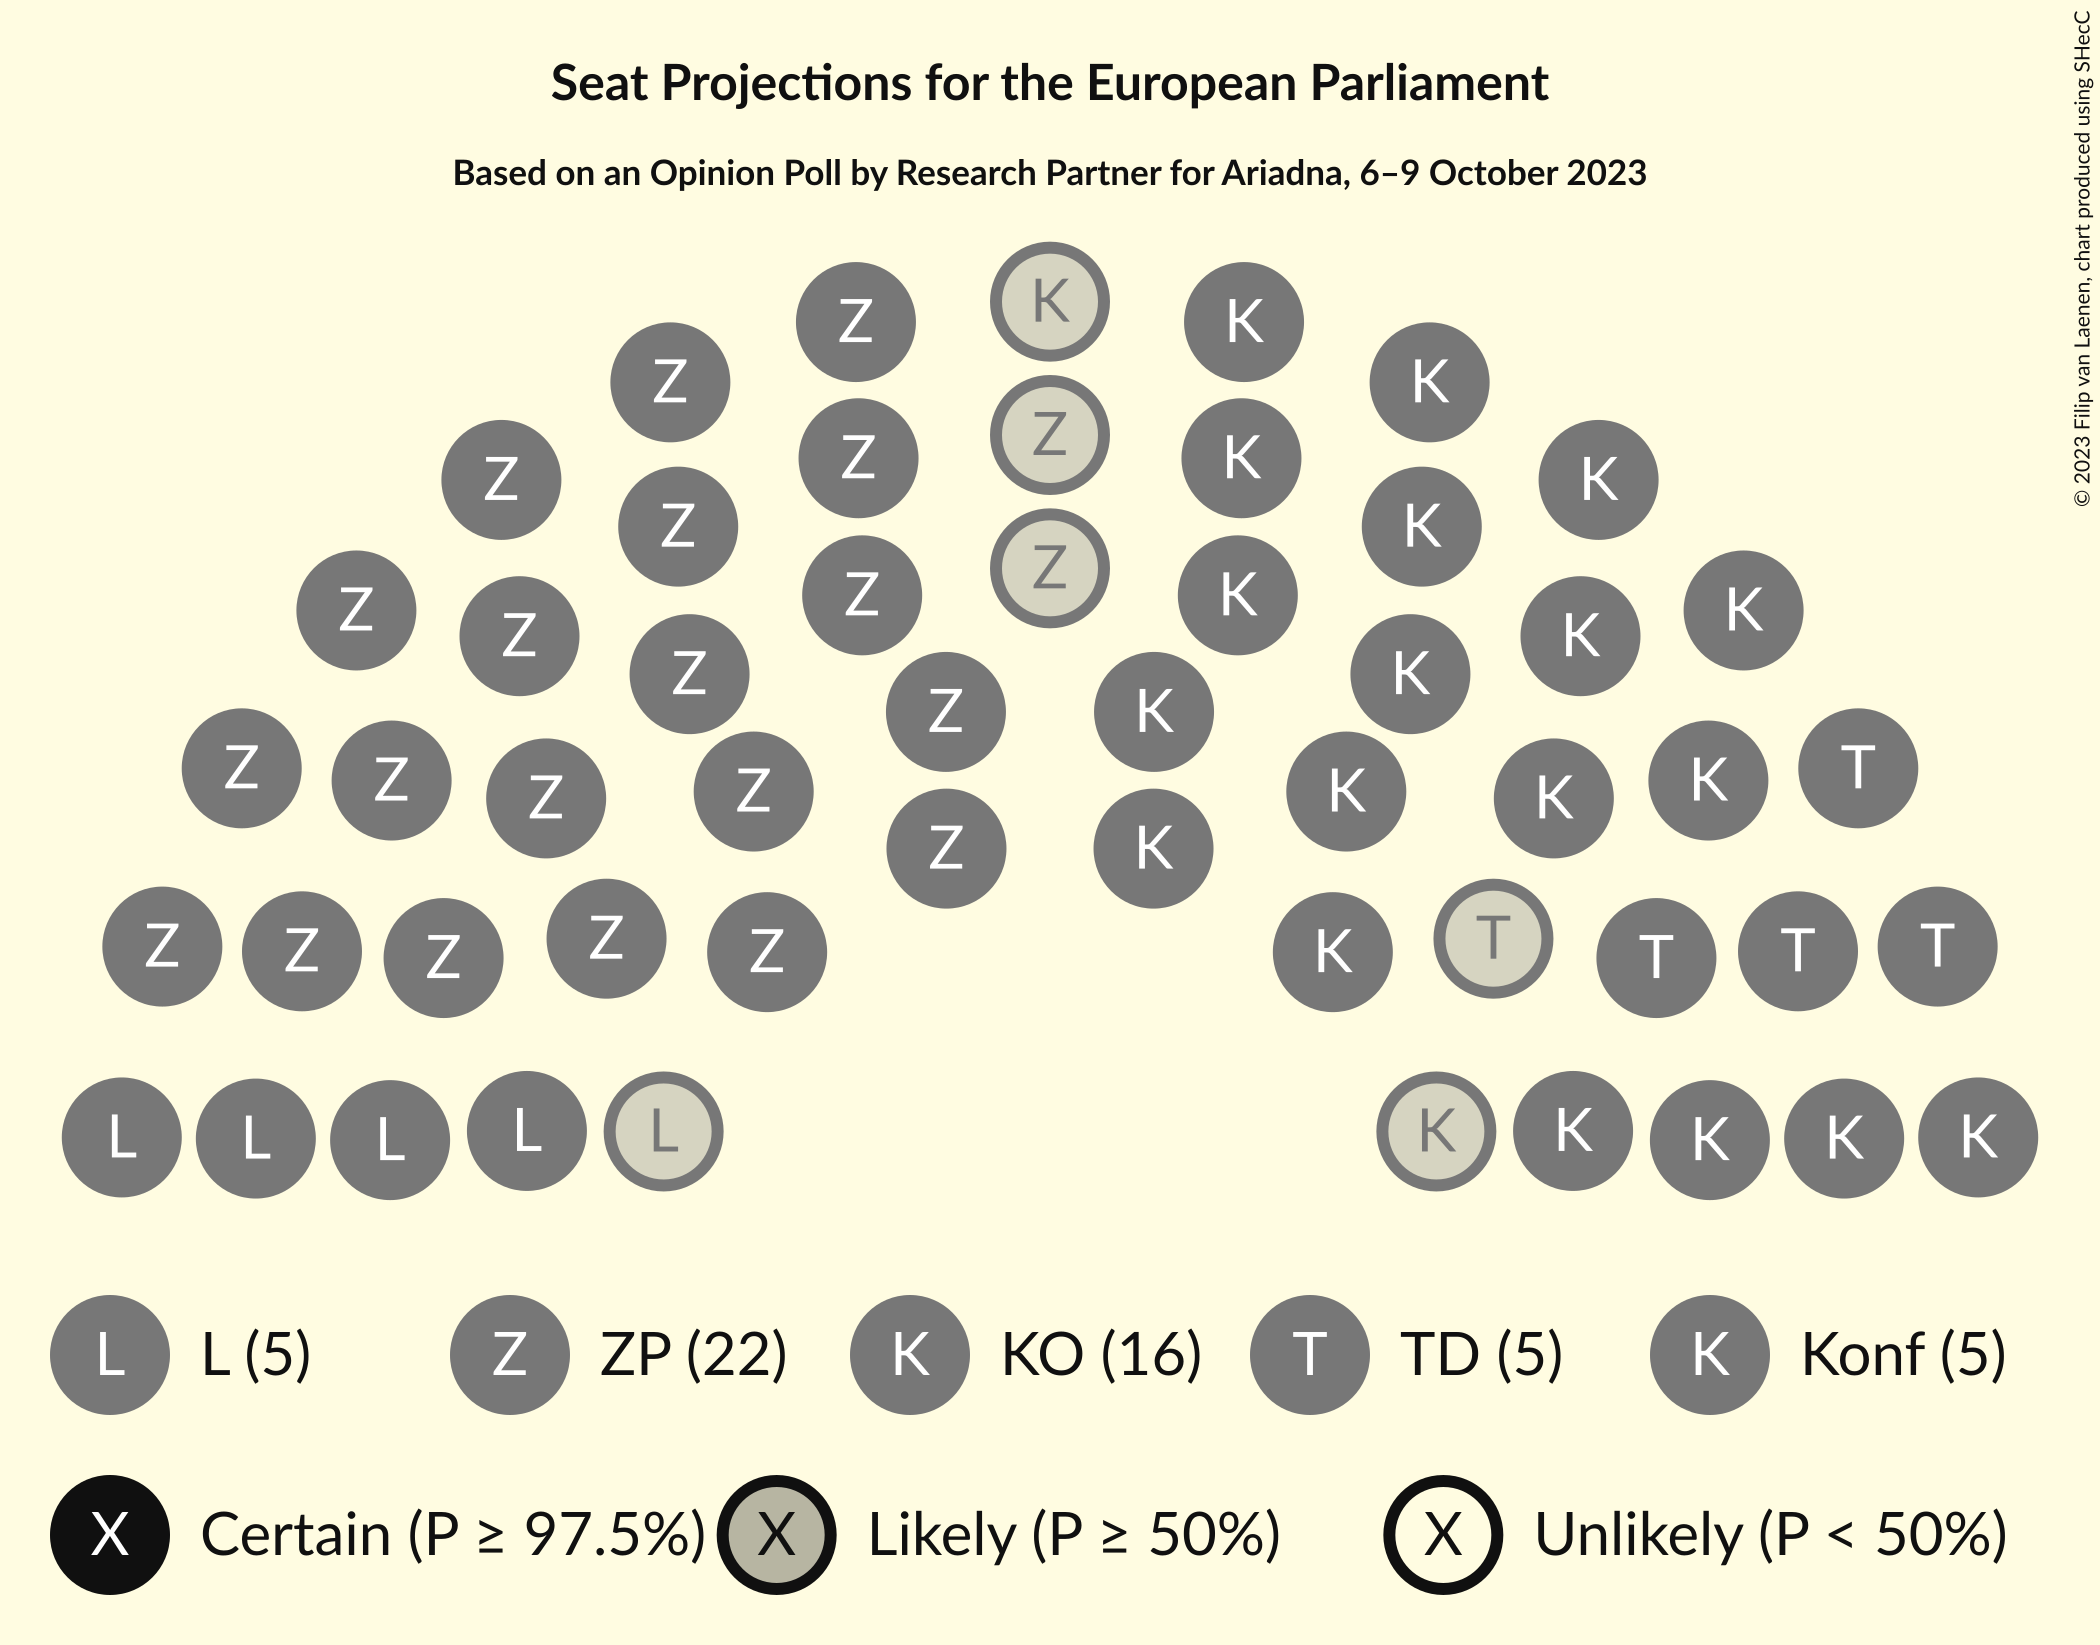 Seat Projections for the European Parliament
Based on an Opinion Poll by Research Partner for Ariadna, 6–9 October 2023
© 2023 Filip van Laenen, chart produced using SHecC
Z K K
Z K
Z Z K
Z K
Z K
Z Z K
Z K
Z K
Z K
Z K
Z Z Z Z K K K T
Z K
Z Z Z Z Z K T T T T
L L L L L K K K K K
L L (5) Z ZP (22) K KO (16) T TD (5) K Konf (5)
X Certain (P ≥ 97.5%) X Likely (P ≥ 50%) X Unlikely (P < 50%)